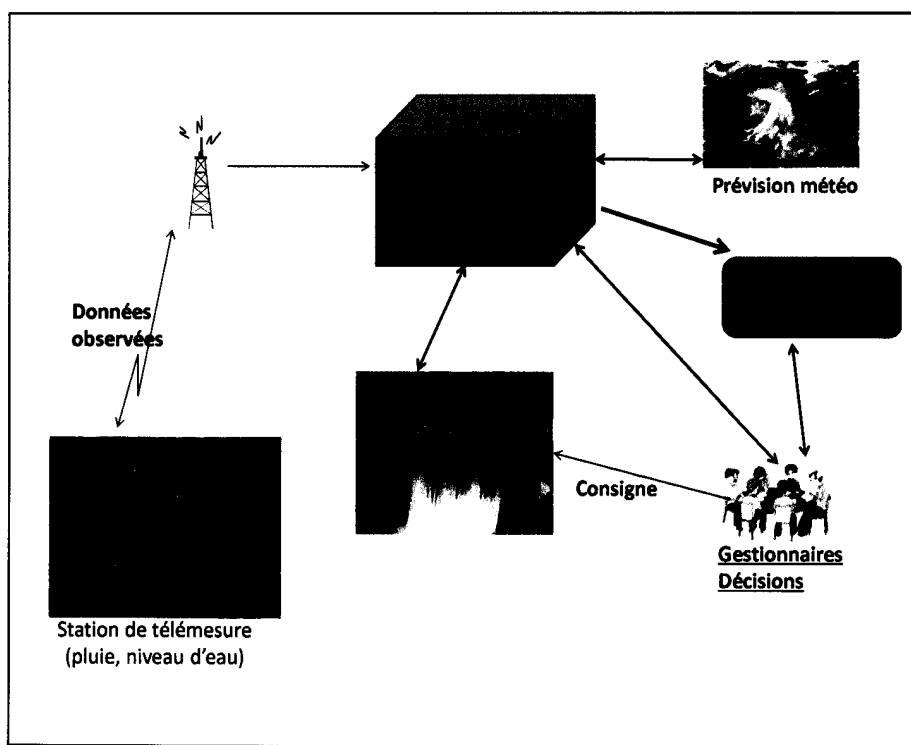 Prévision météo
Données
observées
Consigne
Gestionnaires
Décisions
Station de télémesure
(pluie, niveau d'eau)